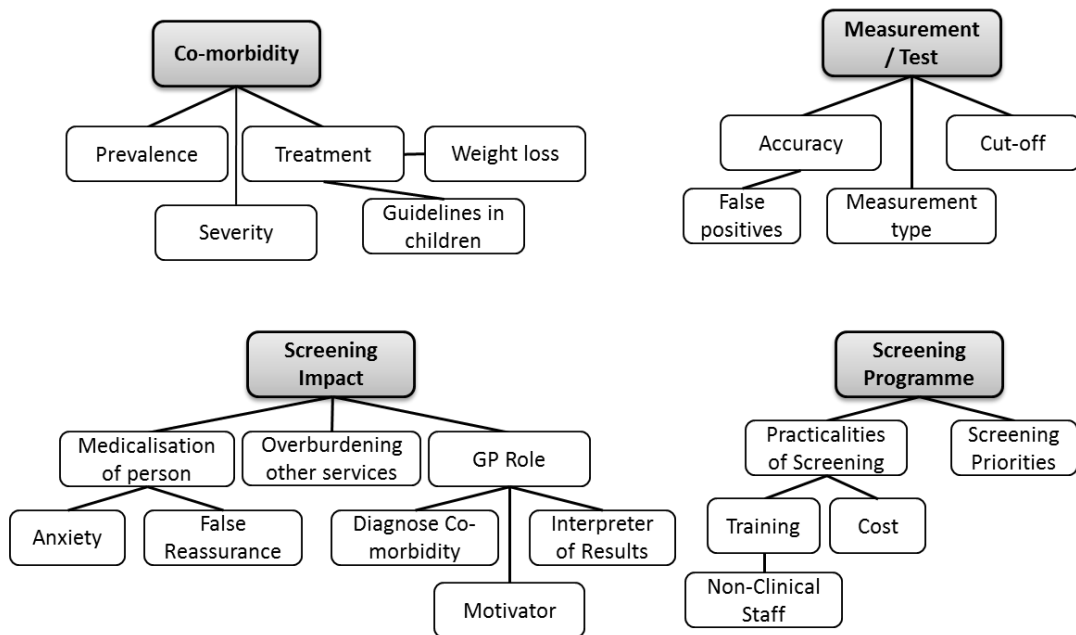 Co-morbidity
Prevalence
Treatment
Weight loss
Severity
Guidelines in
children
Measurement
/ Test
Accuracy
Cut-off
False
positives
Measurement
type
Screening
Impact
Medicalisation
of person
Overburdening
other services
GP Role
Anxiety
False
Reassurance
Diagnose Co-
morbidity
Interpreter
of Results
Motivator
Screening
Programme
Practicalities
of Screening
Screening
Priorities
Training
Cost
Non-Clinical
Staff